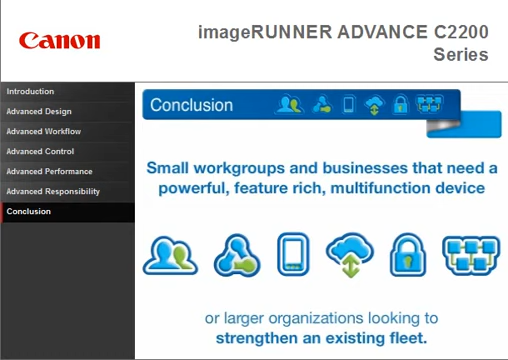 Canon
imageRUNNER ADVANCE C2200
Series
Introduction
Advanced Design
Advanced Workflow
Advanced Control
Advanced Performance
Advanced Responsibility
Conclusion
Conclusion
Small workgroups and businesses that need a
powerful, feature rich, multifunction device
or larger organizations looking to
strengthen an existing fleet.